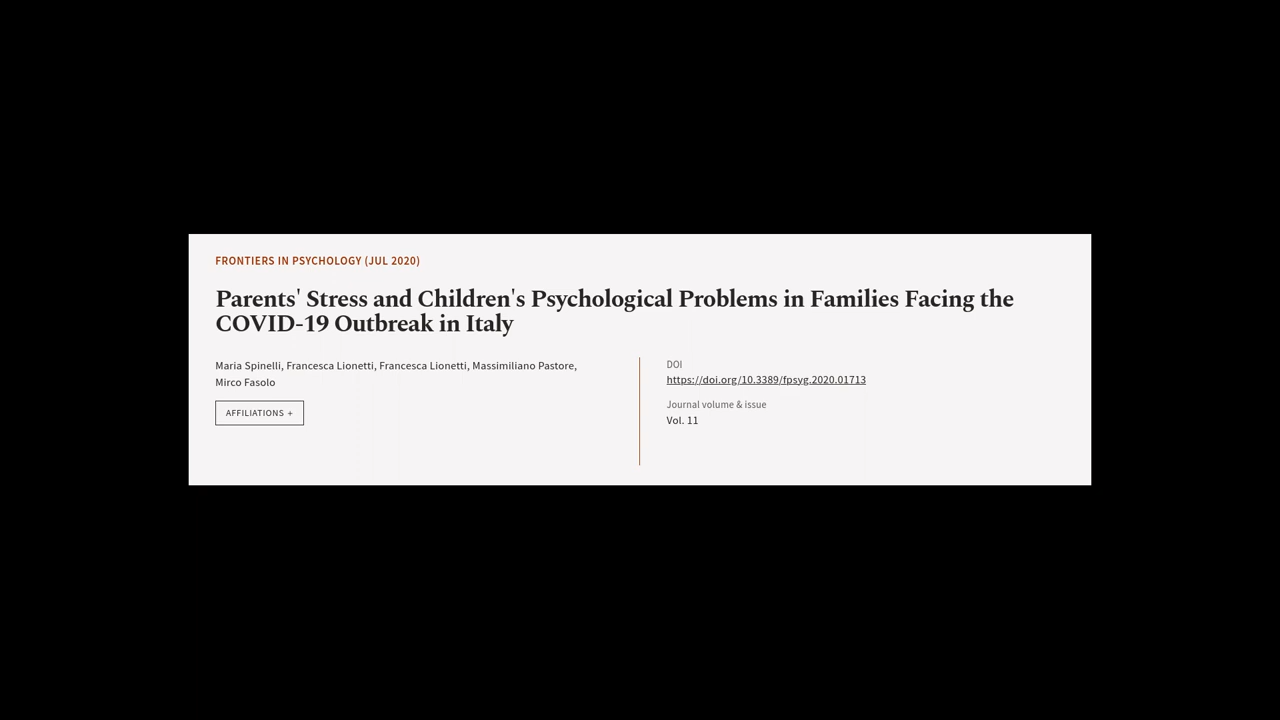 FRONTIERS IN PSYCHOLOGY (JUL 2020)
Parents' Stress and Children's Psychological Problems in Families Facing the
COVID-19 Outbreak in Italy
Maria Spinelli, Francesca Lionetti, Francesca Lionetti, Massimiliano Pastore,
Mirco Fasolo
AFFILIATIONS +
DOI
https://doi.org/10.3389/fpsyg.2020.01713
Journal volume & issue
Vol. 11